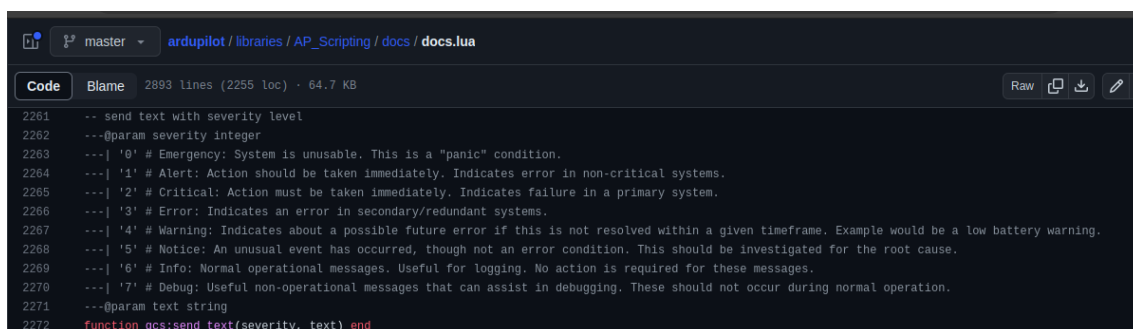 master ardupilot / libraries / AP_Scripting / docs / docs.lua
Code Blame 2893 lines (2255 loc) · 64.7 KB Raw
2261 -- send text with severity level
2262 ---@param severity integer
2263 ---| '0' # Emergency: System is unusable. This is a "panic" condition.
2264 ---| '1' # Alert: Action should be taken immediately. Indicates error in non-critical systems.
2265 ---| '2' # Critical: Action must be taken immediately. Indicates failure in a primary system.
2266 ---| '3' # Error: Indicates an error in secondary/redundant systems.
2267 ---| '4' # Warning: Indicates about a possible future error if this is not resolved within a given timeframe. Example would be a low battery warning.
2268 ---| '5' # Notice: An unusual event has occurred, though not an error condition. This should be investigated for the root cause.
2269 ---| '6' # Info: Normal operational messages. Useful for logging. No action is required for these messages.
2270 ---| '7' # Debug: Useful non-operational messages that can assist in debugging. These should not occur during normal operation.
2271 ---@param text string
2272 function gcs:send_text(severity, text) end